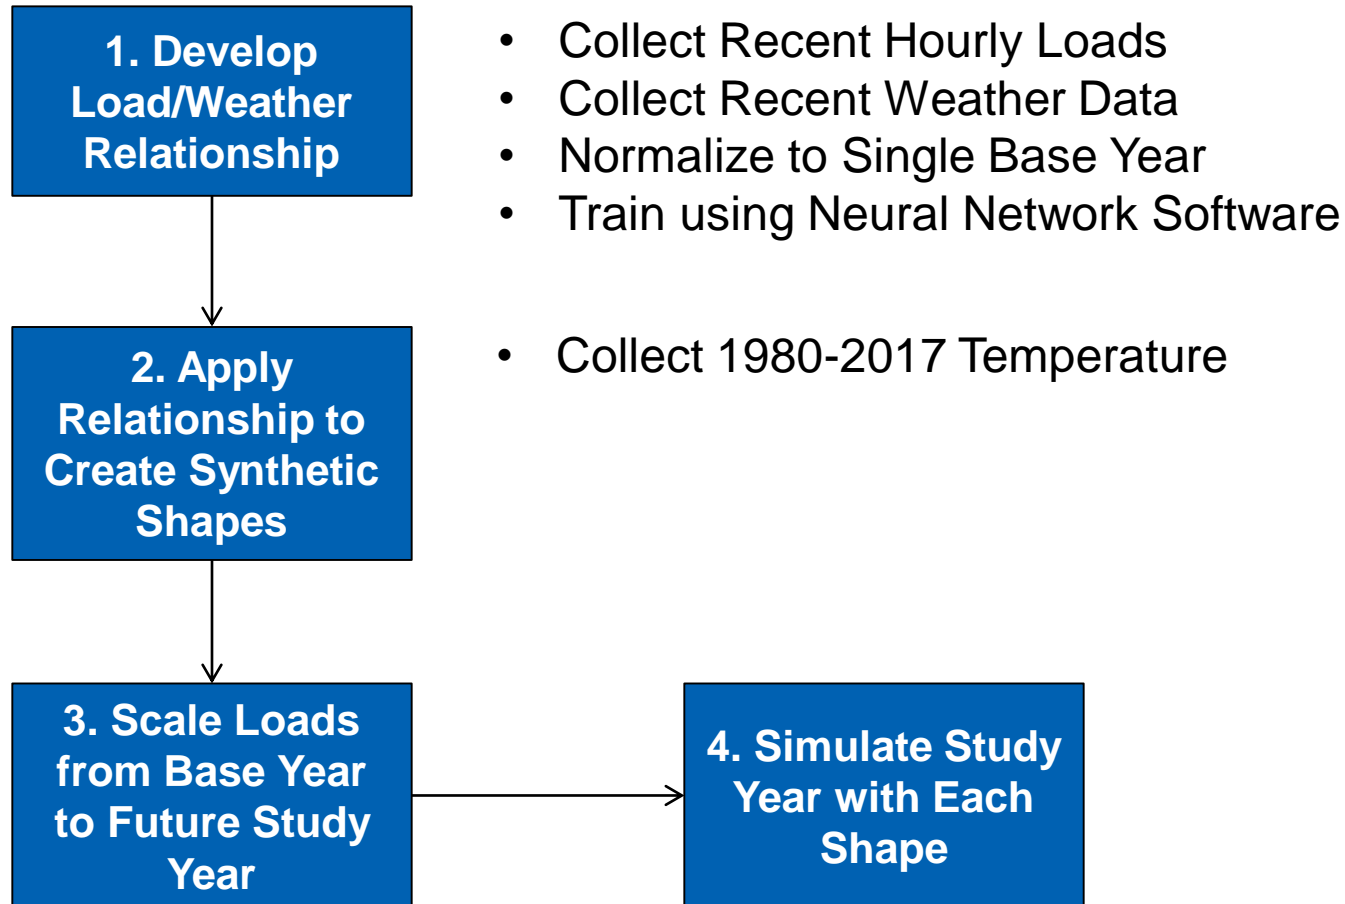 1. Develop
Load/Weather
Relationship
• Collect Recent Hourly Loads
• Collect Recent Weather Data
• Normalize to Single Base Year
• Train using Neural Network Software
2. Apply
Relationship to
Create Synthetic
Shapes
• Collect 1980-2017 Temperature
3. Scale Loads
from Base Year
to Future Study
Year
4. Simulate Study
Year with Each
Shape